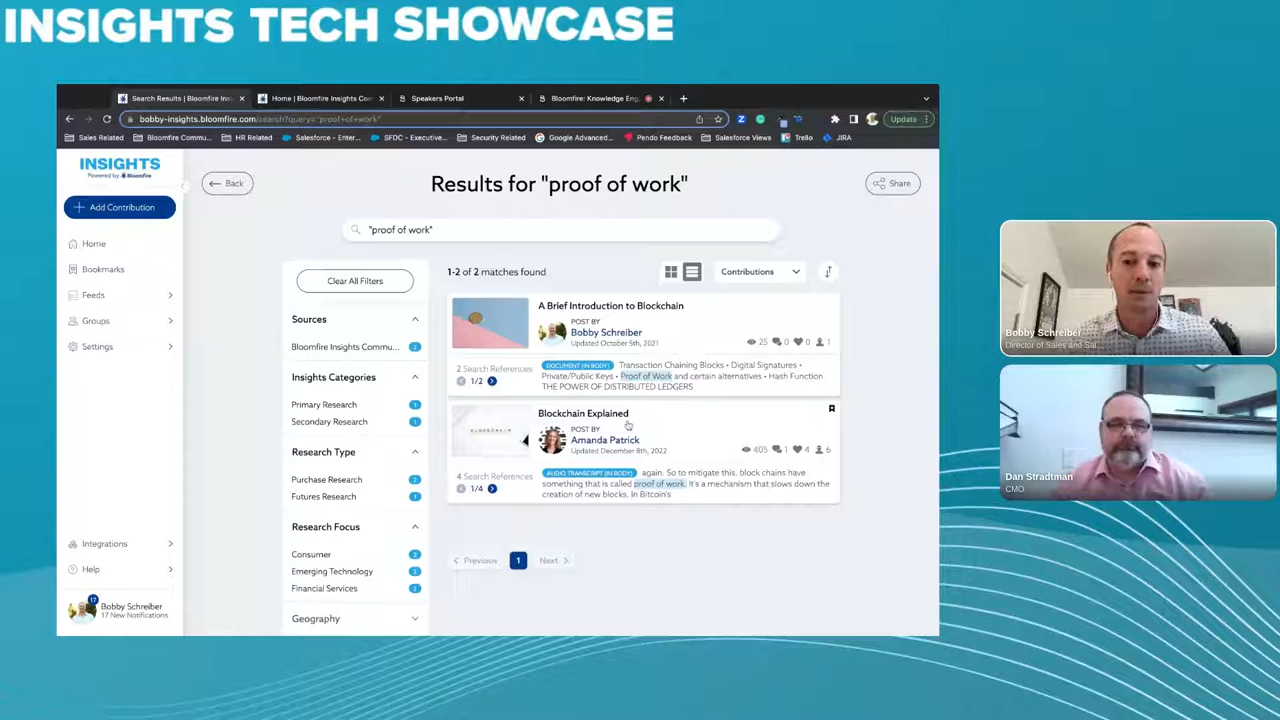 INSIGHTS TECH SHOWCASE
Search Results | Bloomfire Ins
Home | Bloomfire Insights Com
Speakers Portal
Bloomfire: Knowledge Eng
bobby-insights.bloomfire.com/search?query="proof+of+work"
Update
Sales Related
Bloomfire Commu...
HR Related
Salesforce - Enter...
SFDC - Executive...
Security Related
Google Advanced...
Pendo Feedback
Salesforce Views
Trello
JIRA
INSIGHTS
Powered by Bloomfire
Add Contribution
Home
Bookmarks
Feeds
Groups
Settings
Integrations
Help
17
Bobby Schreiber
17 New Notifications
Back
Results for "proof of work"
Share
"proof of work"
Clear All Filters
Sources
Bloomfire Insights Commu... 2
Insights Categories
Primary Research 1
Secondary Research 1
Research Type
Purchase Research 2
Futures Research 1
Research Focus
Consumer 2
Emerging Technology 2
Financial Services 2
Geography
1-2 of 2 matches found
Contributions
A Brief Introduction to Blockchain
POST BY
Bobby Schreiber
Updated October 5th, 2021
25 0 0 1
2 Search References
1/2
DOCUMENT (IN BODY) Transaction Chaining Blocks • Digital Signatures •
Private/Public Keys • Proof of Work and certain alternatives • Hash Function
THE POWER OF DISTRIBUTED LEDGERS
Blockchain Explained
POST BY
Amanda Patrick
Updated December 8th, 2022
405 1 4 6
4 Search References
1/4
AUDIO TRANSCRIPT (IN BODY) again. So to mitigate this, block chains have
something that is called proof of work. It's a mechanism that slows down the
creation of new blocks. In Bitcoin's
Previous 1 Next
Bobby Schreiber
Director of Sales and Sal...
Dan Stradtman
CMO